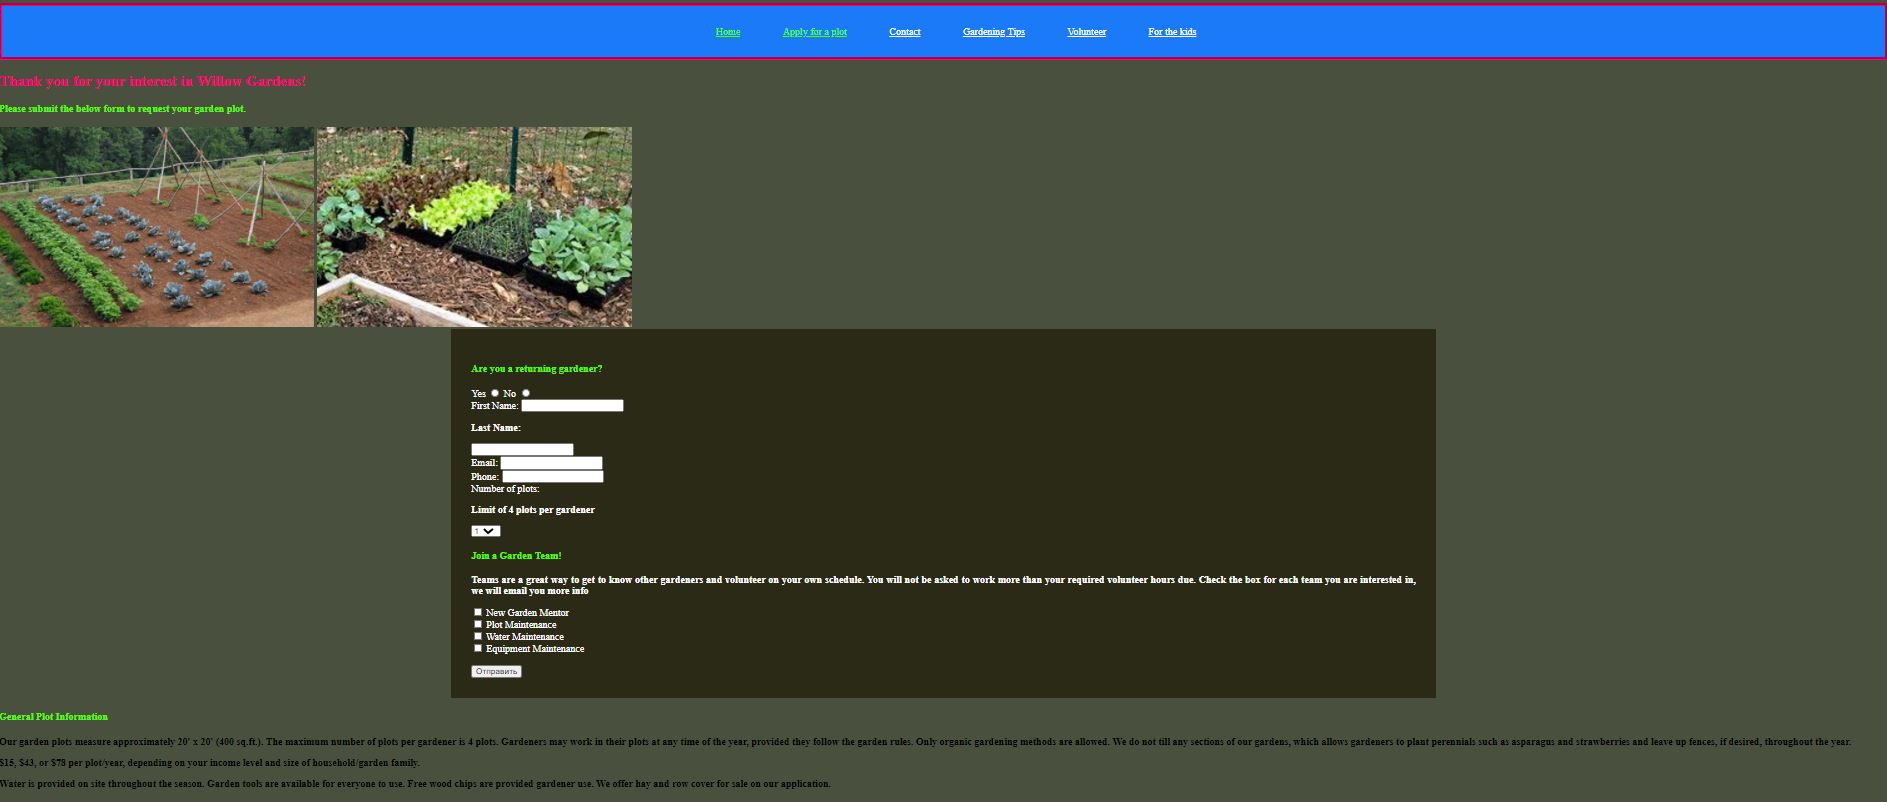 Home Apply for a plot Contact Gardening Tips Volunteer For the kids
Thank you for your interest in Willow Gardens!
Please submit the below form to request your garden plot.
Are you a returning gardener?
Yes No
First Name:
Last Name:
Email:
Phone:
Number of plots:
Limit of 4 plots per gardener
1
Join a Garden Team!
Teams are a great way to get to know other gardeners and volunteer on your own schedule. You will not be asked to work more than your required volunteer hours due. Check the box for each team you are interested in,
we will email you more info
New Garden Mentor
Plot Maintenance
Water Maintenance
Equipment Maintenance
Отправить
General Plot Information
Our garden plots measure approximately 20' x 20' (400 sq.ft.). The maximum number of plots per gardener is 4 plots. Gardeners may work in their plots at any time of the year, provided they follow the garden rules. Only organic gardening methods are allowed. We do not till any sections of our gardens, which allows gardeners to plant perennials such as asparagus and strawberries and leave up fences, if desired, throughout the year.
$15, $43, or $78 per plot/year, depending on your income level and size of household/garden family.
Water is provided on site throughout the season. Garden tools are available for everyone to use. Free wood chips are provided gardener use. We offer hay and row cover for sale on our application.